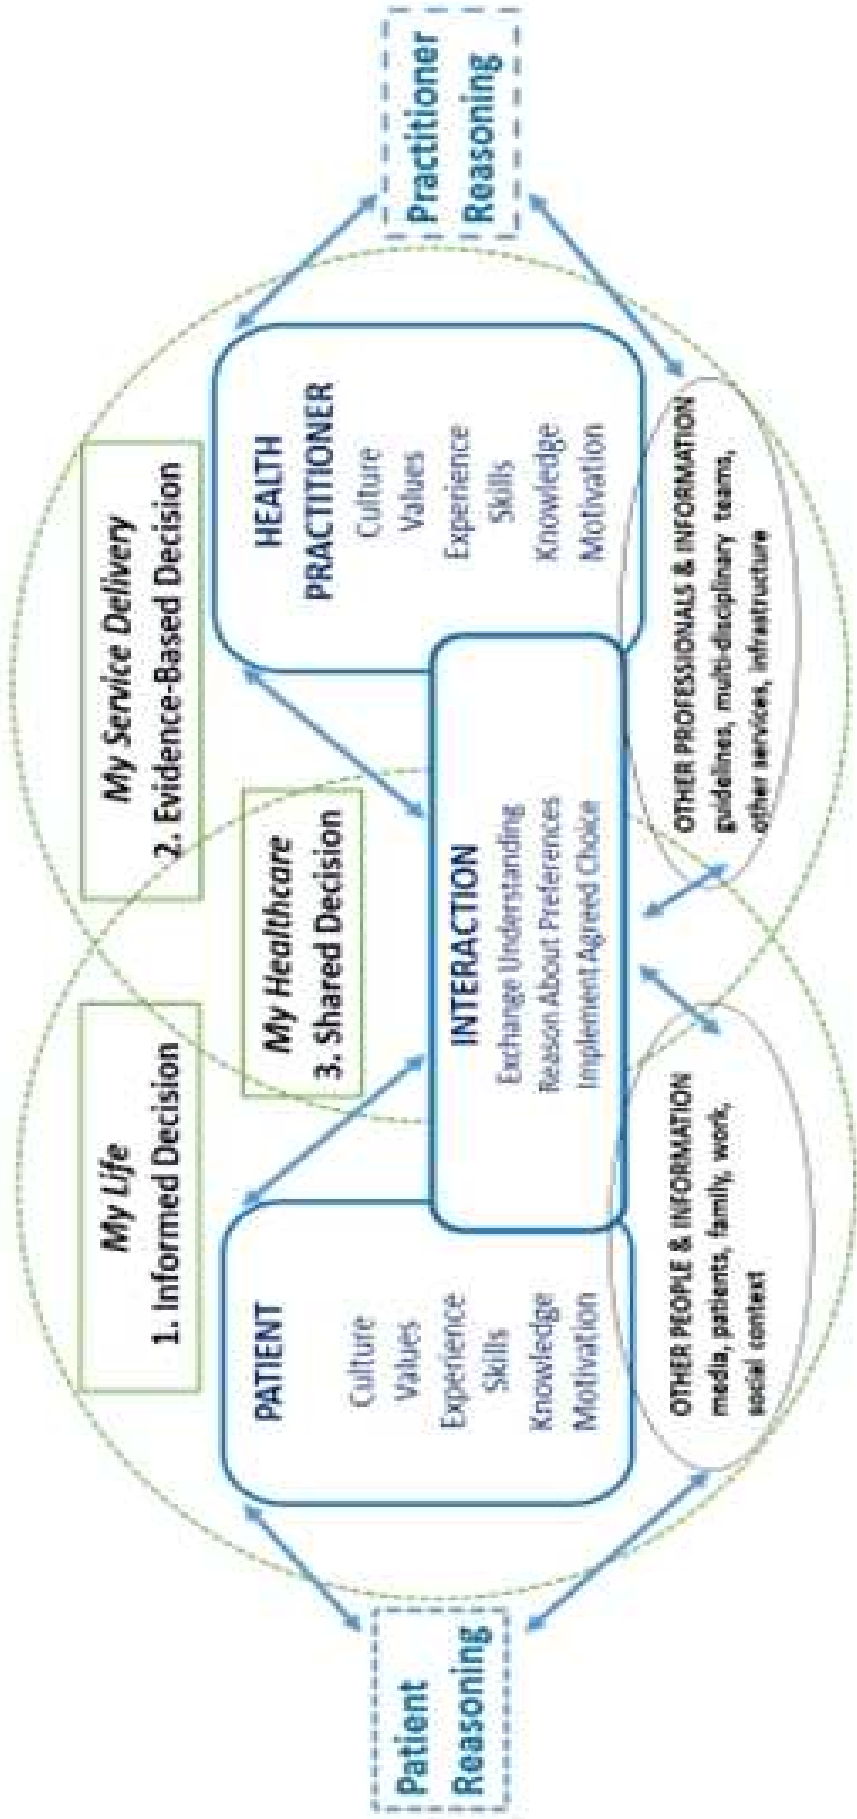 My Life
1. Informed Decision
My Service Delivery
2. Evidence-Based Decision
My Healthcare
3. Shared Decision
Patient
Reasoning
PATIENT
Culture
Values
Experience
Skills
Knowledge
Motivation
INTERACTION
Exchange Understanding
Reason About Preferences
Implement Agreed Choice
HEALTH
PRACTITIONER
Culture
Values
Experience
Skills
Knowledge
Motivation
Practitioner
Reasoning
OTHER PEOPLE & INFORMATION
media, patients, family, work,
social context
OTHER PROFESSIONALS & INFORMATION
guidelines, multi-disciplinary teams,
other services, infrastructure